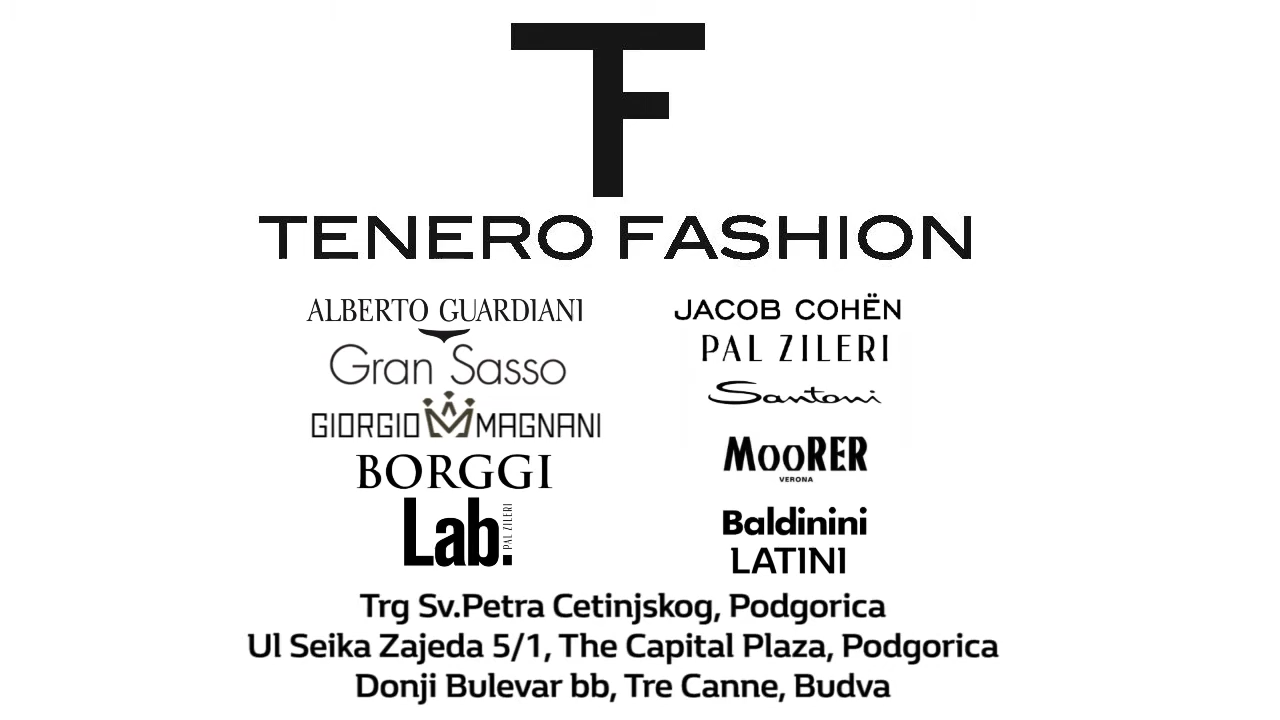 TF
TENERO FASHION
ALBERTO GUARDIANI
Gran Sasso
GIORGIO MAGNANI
BORGGI
Lab.
PAL ZILERI
JACOB COHËN
PAL ZILERI
Santoni
MOORER
VERONA
Baldinini
LATINI
Trg Sv.Petra Cetinjskog, Podgorica
Ul Seika Zajeda 5/1, The Capital Plaza, Podgorica
Donji Bulevar bb, Tre Canne, Budva